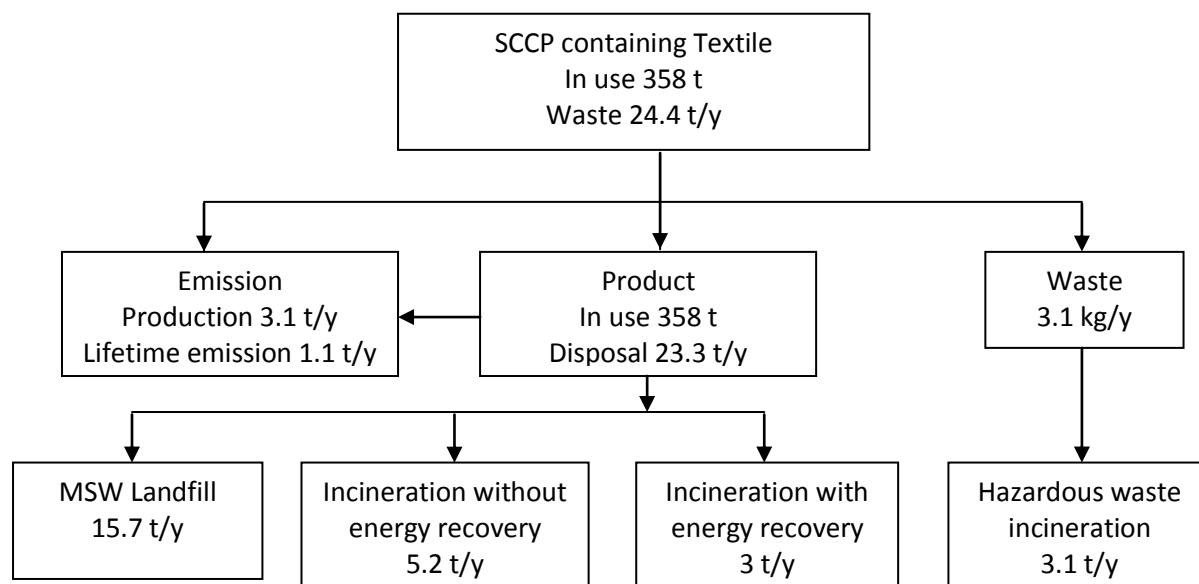 SCCP containing Textile
In use 358 t
Waste 24.4 t/y
Emission
Production 3.1 t/y
Lifetime emission 1.1 t/y
Product
In use 358 t
Disposal 23.3 t/y
Waste
3.1 kg/y
MSW Landfill
15.7 t/y
Incineration without
energy recovery
5.2 t/y
Incineration with
energy recovery
3 t/y
Hazardous waste
incineration
3.1 t/y